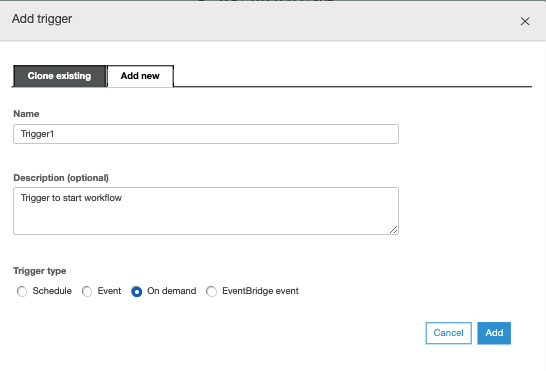 Add trigger
Clone existing Add new
Name
Trigger1
Description (optional)
Trigger to start workflow
Trigger type
Schedule Event On demand EventBridge event
Cancel Add